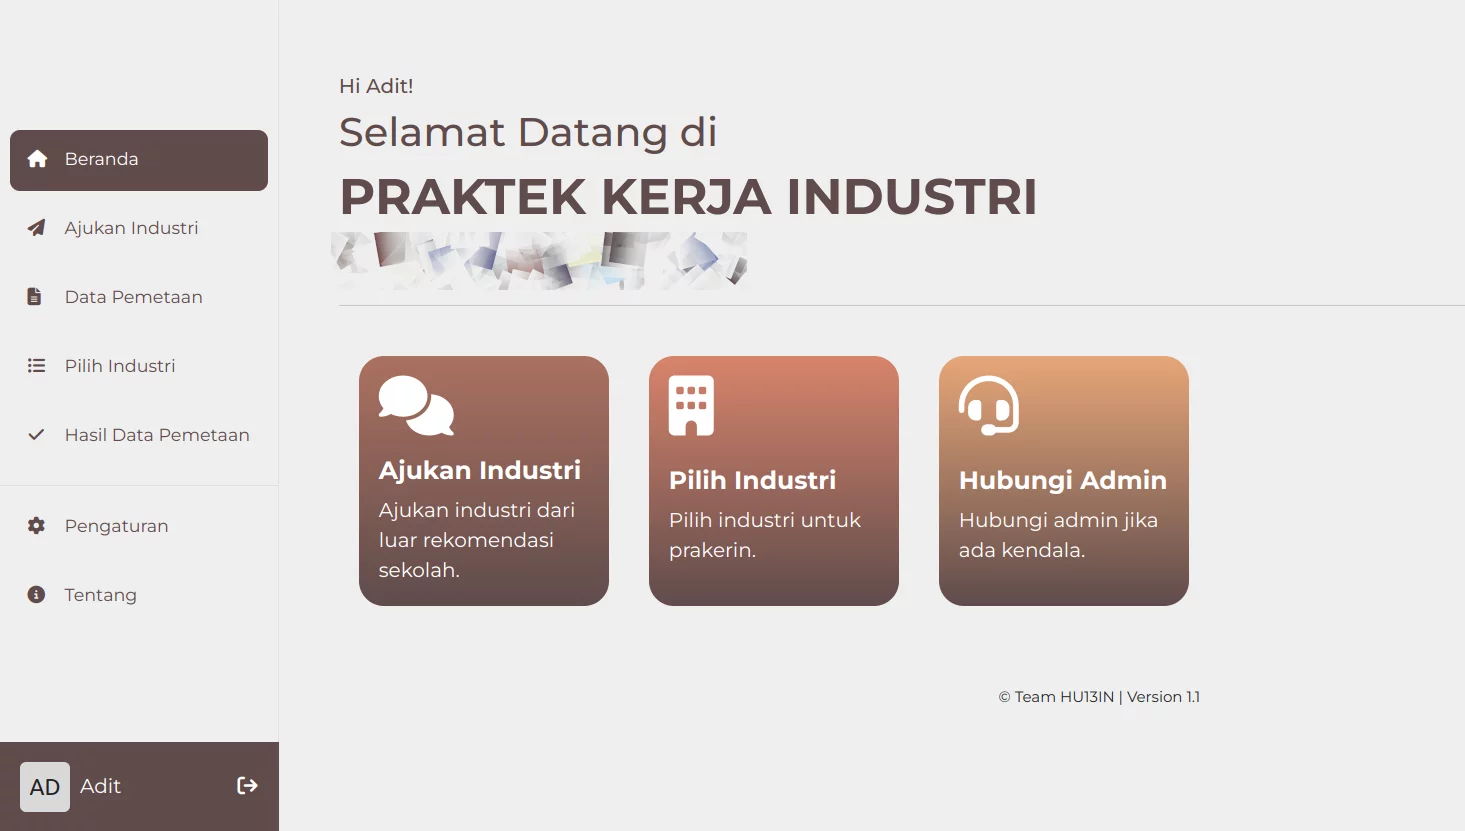 Hi Adit!
Selamat Datang di
PRAKTEK KERJA INDUSTRI
Beranda
Ajukan Industri
Data Pemetaan
Pilih Industri
Hasil Data Pemetaan
Pengaturan
Tentang
AD Adit
Ajukan Industri
Ajukan industri dari
luar rekomendasi
sekolah.
Pilih Industri
Pilih industri untuk
prakerin.
Hubungi Admin
Hubungi admin jika
ada kendala.
© Team HU13IN | Version 1.1